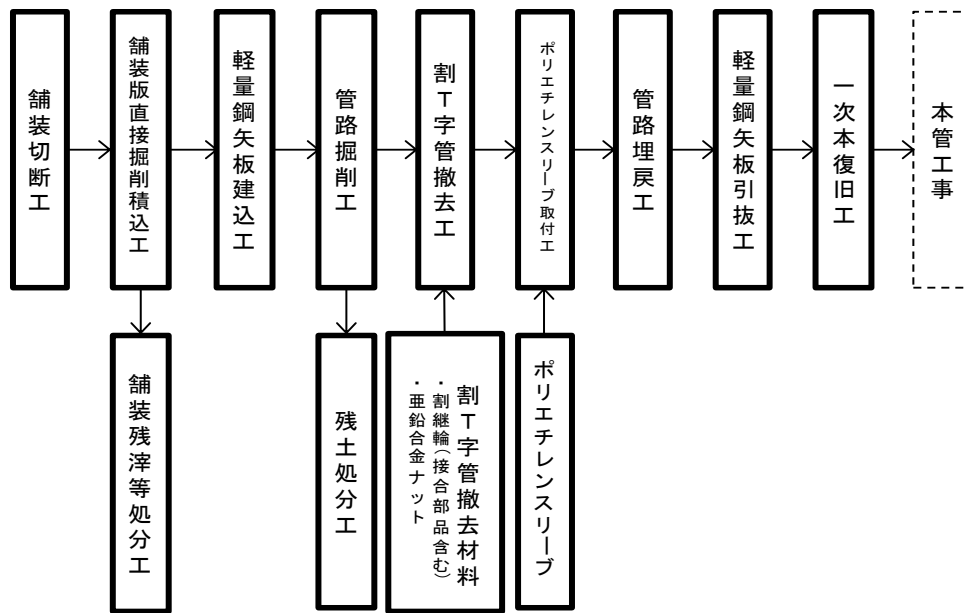 舗装切断工
舗装版直接掘削積込工
軽量鋼矢板建込工
管路掘削工
割T字管撤去工
ポリエチレンスリーブ取付工
管路埋戻工
軽量鋼矢板引抜工
一次本復旧工
本管工事
舗装残滓等処分工
残土処分工
割T字管撤去材料
・割継輪(接合部品含む)
・亜鉛合金ナット
ポリエチレンスリーブ